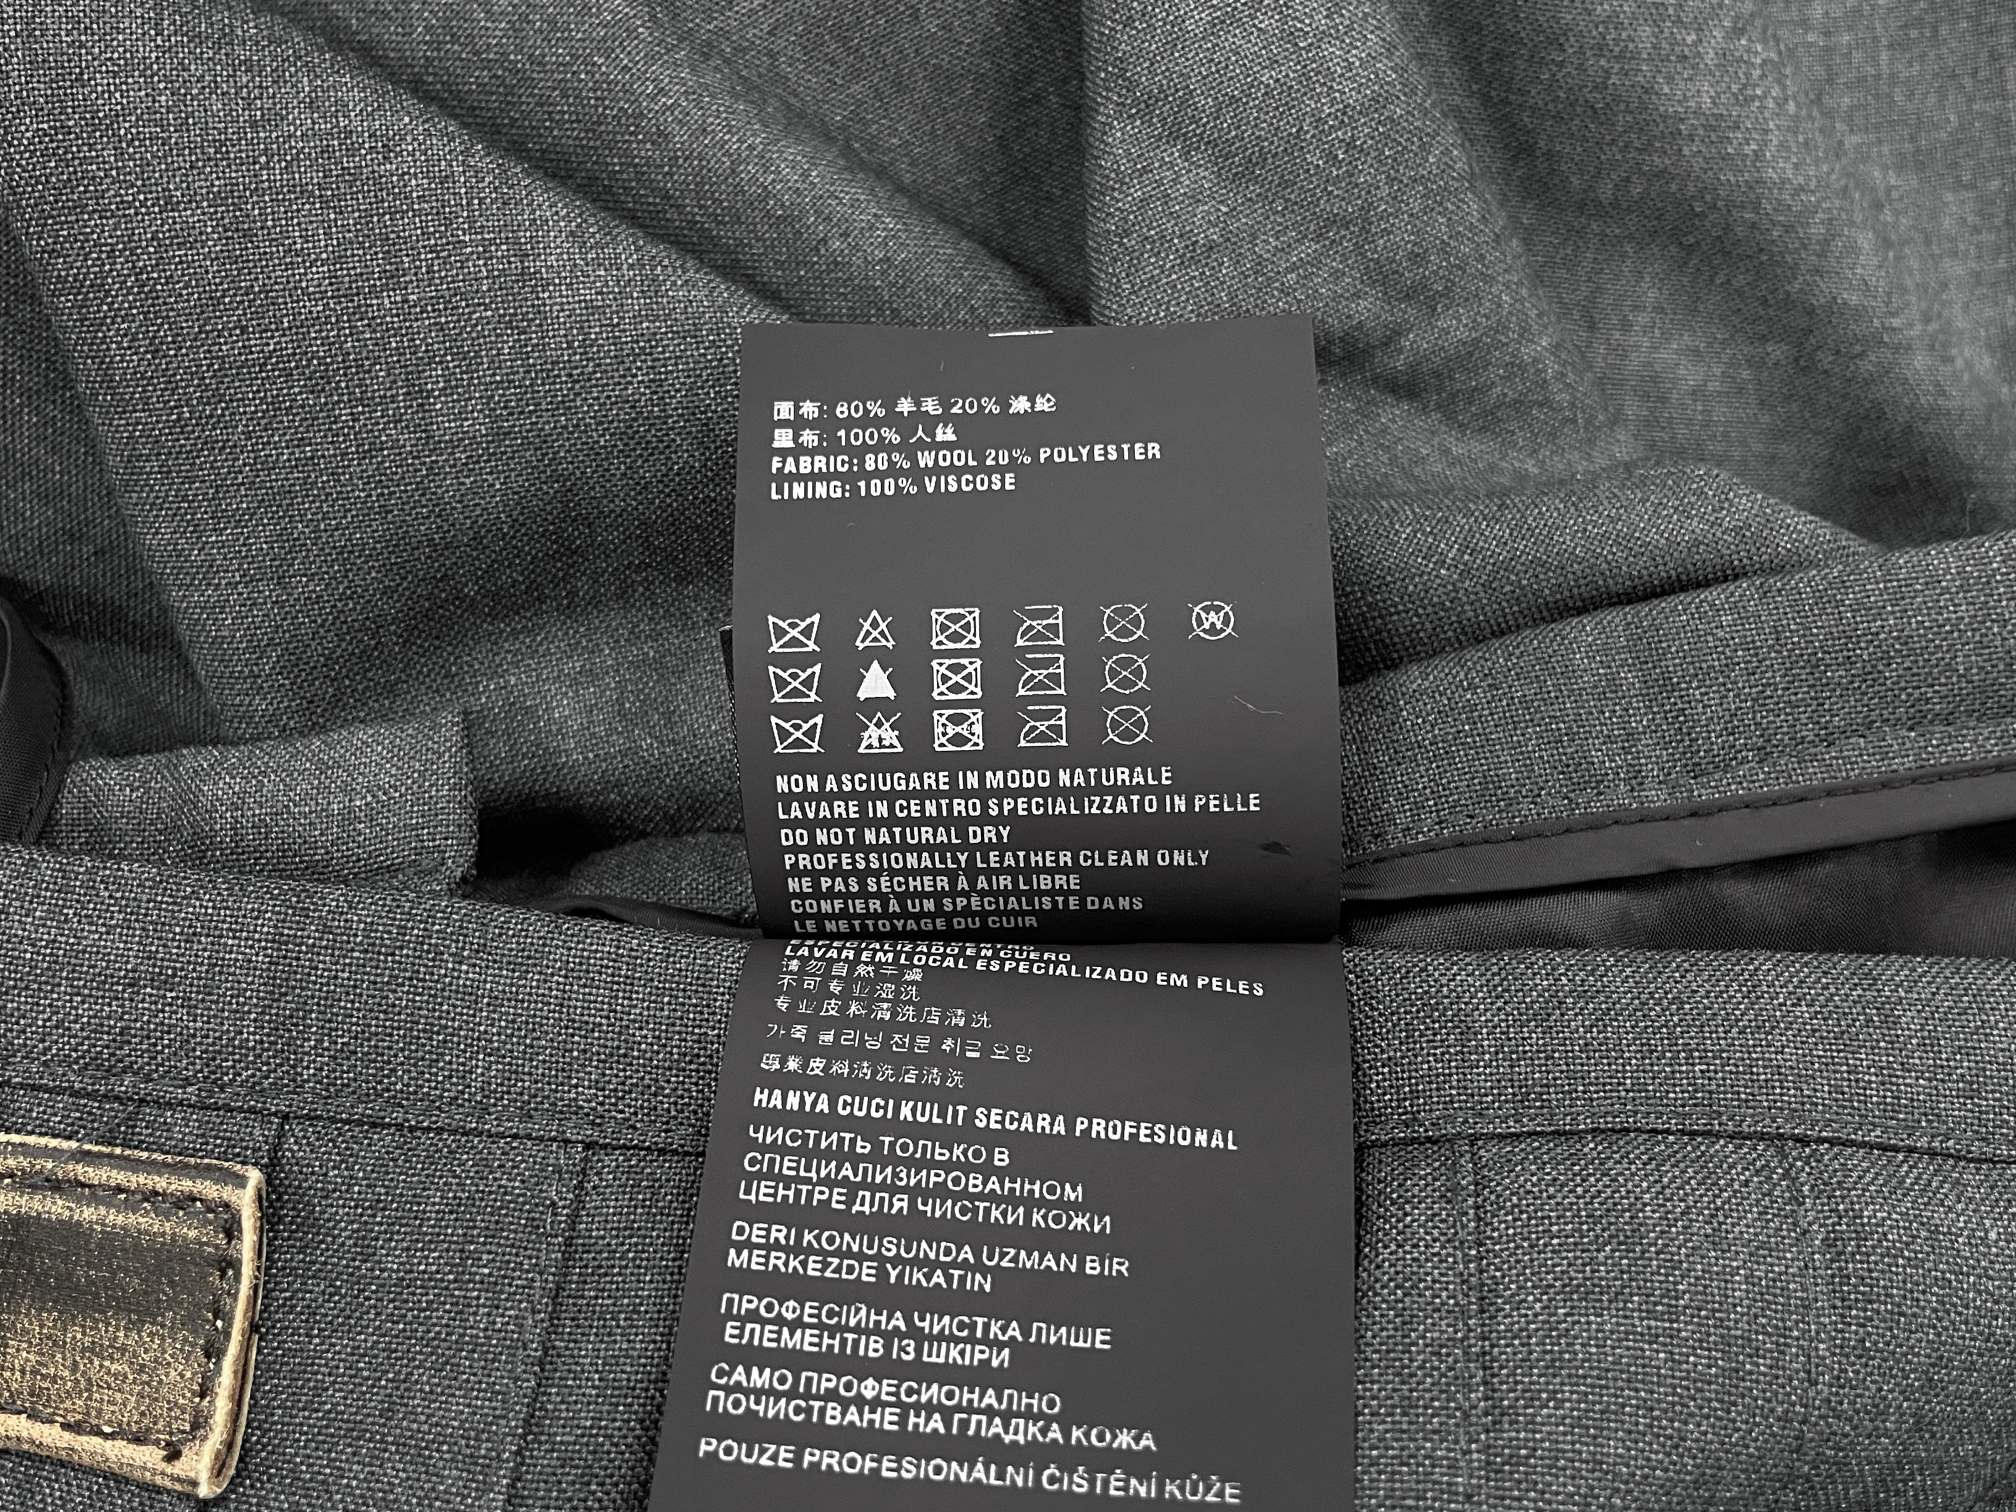 面布: 80% 羊毛 20% 涤纶
里布: 100% 人丝
FABRIC: 80% WOOL 20% POLYESTER
LINING: 100% VISCOSE
W
NON ASCIUGARE IN MODO NATURALE
LAVARE IN CENTRO SPECIALIZZATO IN PELLE
DO NOT NATURAL DRY
PROFESSIONALLY LEATHER CLEAN ONLY
NE PAS SÉCHER À AIR LIBRE
CONFIER À UN SPÈCIALISTE DANS
LE NETTOYAGE DU CUIR
ESPECIALIZADO EN CUERO
LAVAR EM LOCAL ESPECIALIZADO EM PELES
请勿自然干燥
不可专业湿洗
专业皮料清洗店清洗
가죽 클리닝 전문 취급 요망
專業皮料清洗店清洗
HANYA CUCI KULIT SECARA PROFESIONAL
ЧИСТИТЬ ТОЛЬКО В
СПЕЦИАЛИЗИРОВАННОМ
ЦЕНТРЕ ДЛЯ ЧИСТКИ КОЖИ
DERI KONUSUNDA UZMAN BİR
MERKEZDE YIKATIN
ПРОФЕСІЙНА ЧИСТКА ЛИШЕ
ЕЛЕМЕНТІВ ІЗ ШКІРИ
САМО ПРОФЕСИОНАЛНО
ПОЧИСТВАНЕ НА ГЛАДКА КОЖА
POUZE PROFESIONÁLNÍ ČIŠTĚNÍ KŮŽE